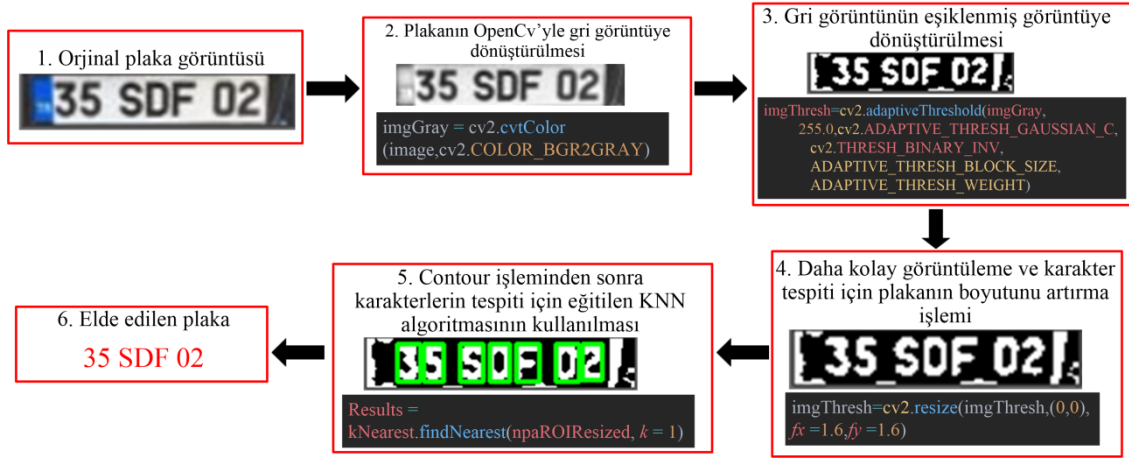 1. Orjinal plaka görüntüsü
35 SDF 02
2. Plakanın OpenCv'yle gri görüntüye
dönüştürülmesi
35 SDF 02
imgGray = cv2.cvtColor
(image,cv2.COLOR_BGR2GRAY)
3. Gri görüntünün eşiklenmiş görüntüye
dönüştürülmesi
35 SOF 02
imgThresh=cv2.adaptiveThreshold(imgGray,
255.0,cv2.ADAPTIVE_THRESH_GAUSSIAN_C,
cv2.THRESH_BINARY_INV,
ADAPTIVE_THRESH_BLOCK_SIZE,
ADAPTIVE_THRESH_WEIGHT)
4. Daha kolay görüntüleme ve karakter
tespiti için plakanın boyutunu artırma
işlemi
35 SOF 02
imgThresh=cv2.resize(imgThresh,(0,0),
fx =1.6,fy =1.6)
5. Contour işleminden sonra
karakterlerin tespiti için eğitilen KNN
algoritmasının kullanılması
35 SOF 02
Results =
kNearest.findNearest(npaROIResized, k = 1)
6. Elde edilen plaka
35 SDF 02